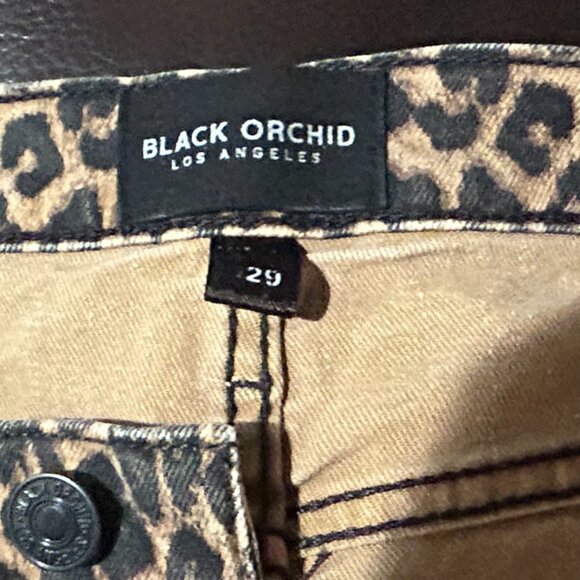 BLACK ORCHID
LOS ANGELES
29